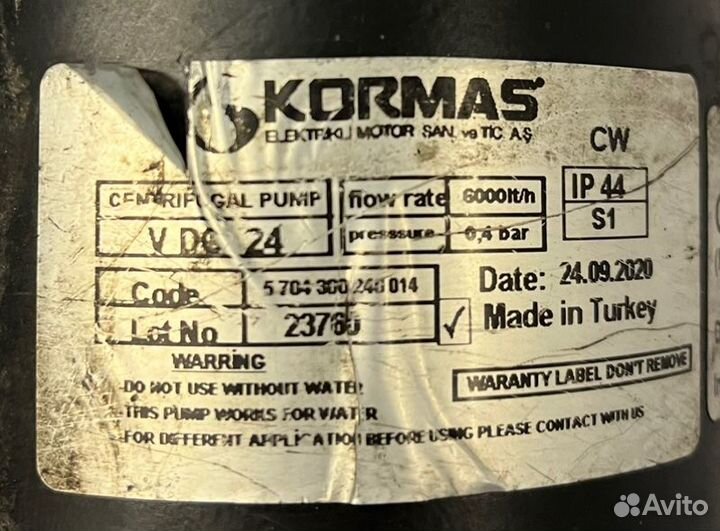 KORMAS
ELEKTRİKLİ MOTOR SAN. ve TİC A.Ş.
CW
CENTRIFUGAL PUMP
flow rate 6000lt/h
IP 44
V DC 24
presssure 0,4 bar
S1
Code 5 704 300 240 014
Date: 24.09.2020
Lot No 23760 ✓
Made in Turkey
WARRING
WARANTY LABEL DON'T REMOVE
-DO NOT USE WITHOUT WATER
-THIS PUMP WORKS FOR WATER
-FOR DIFFERENT APPLICATION BEFORE USING PLEASE CONTACT WITH US
Avito